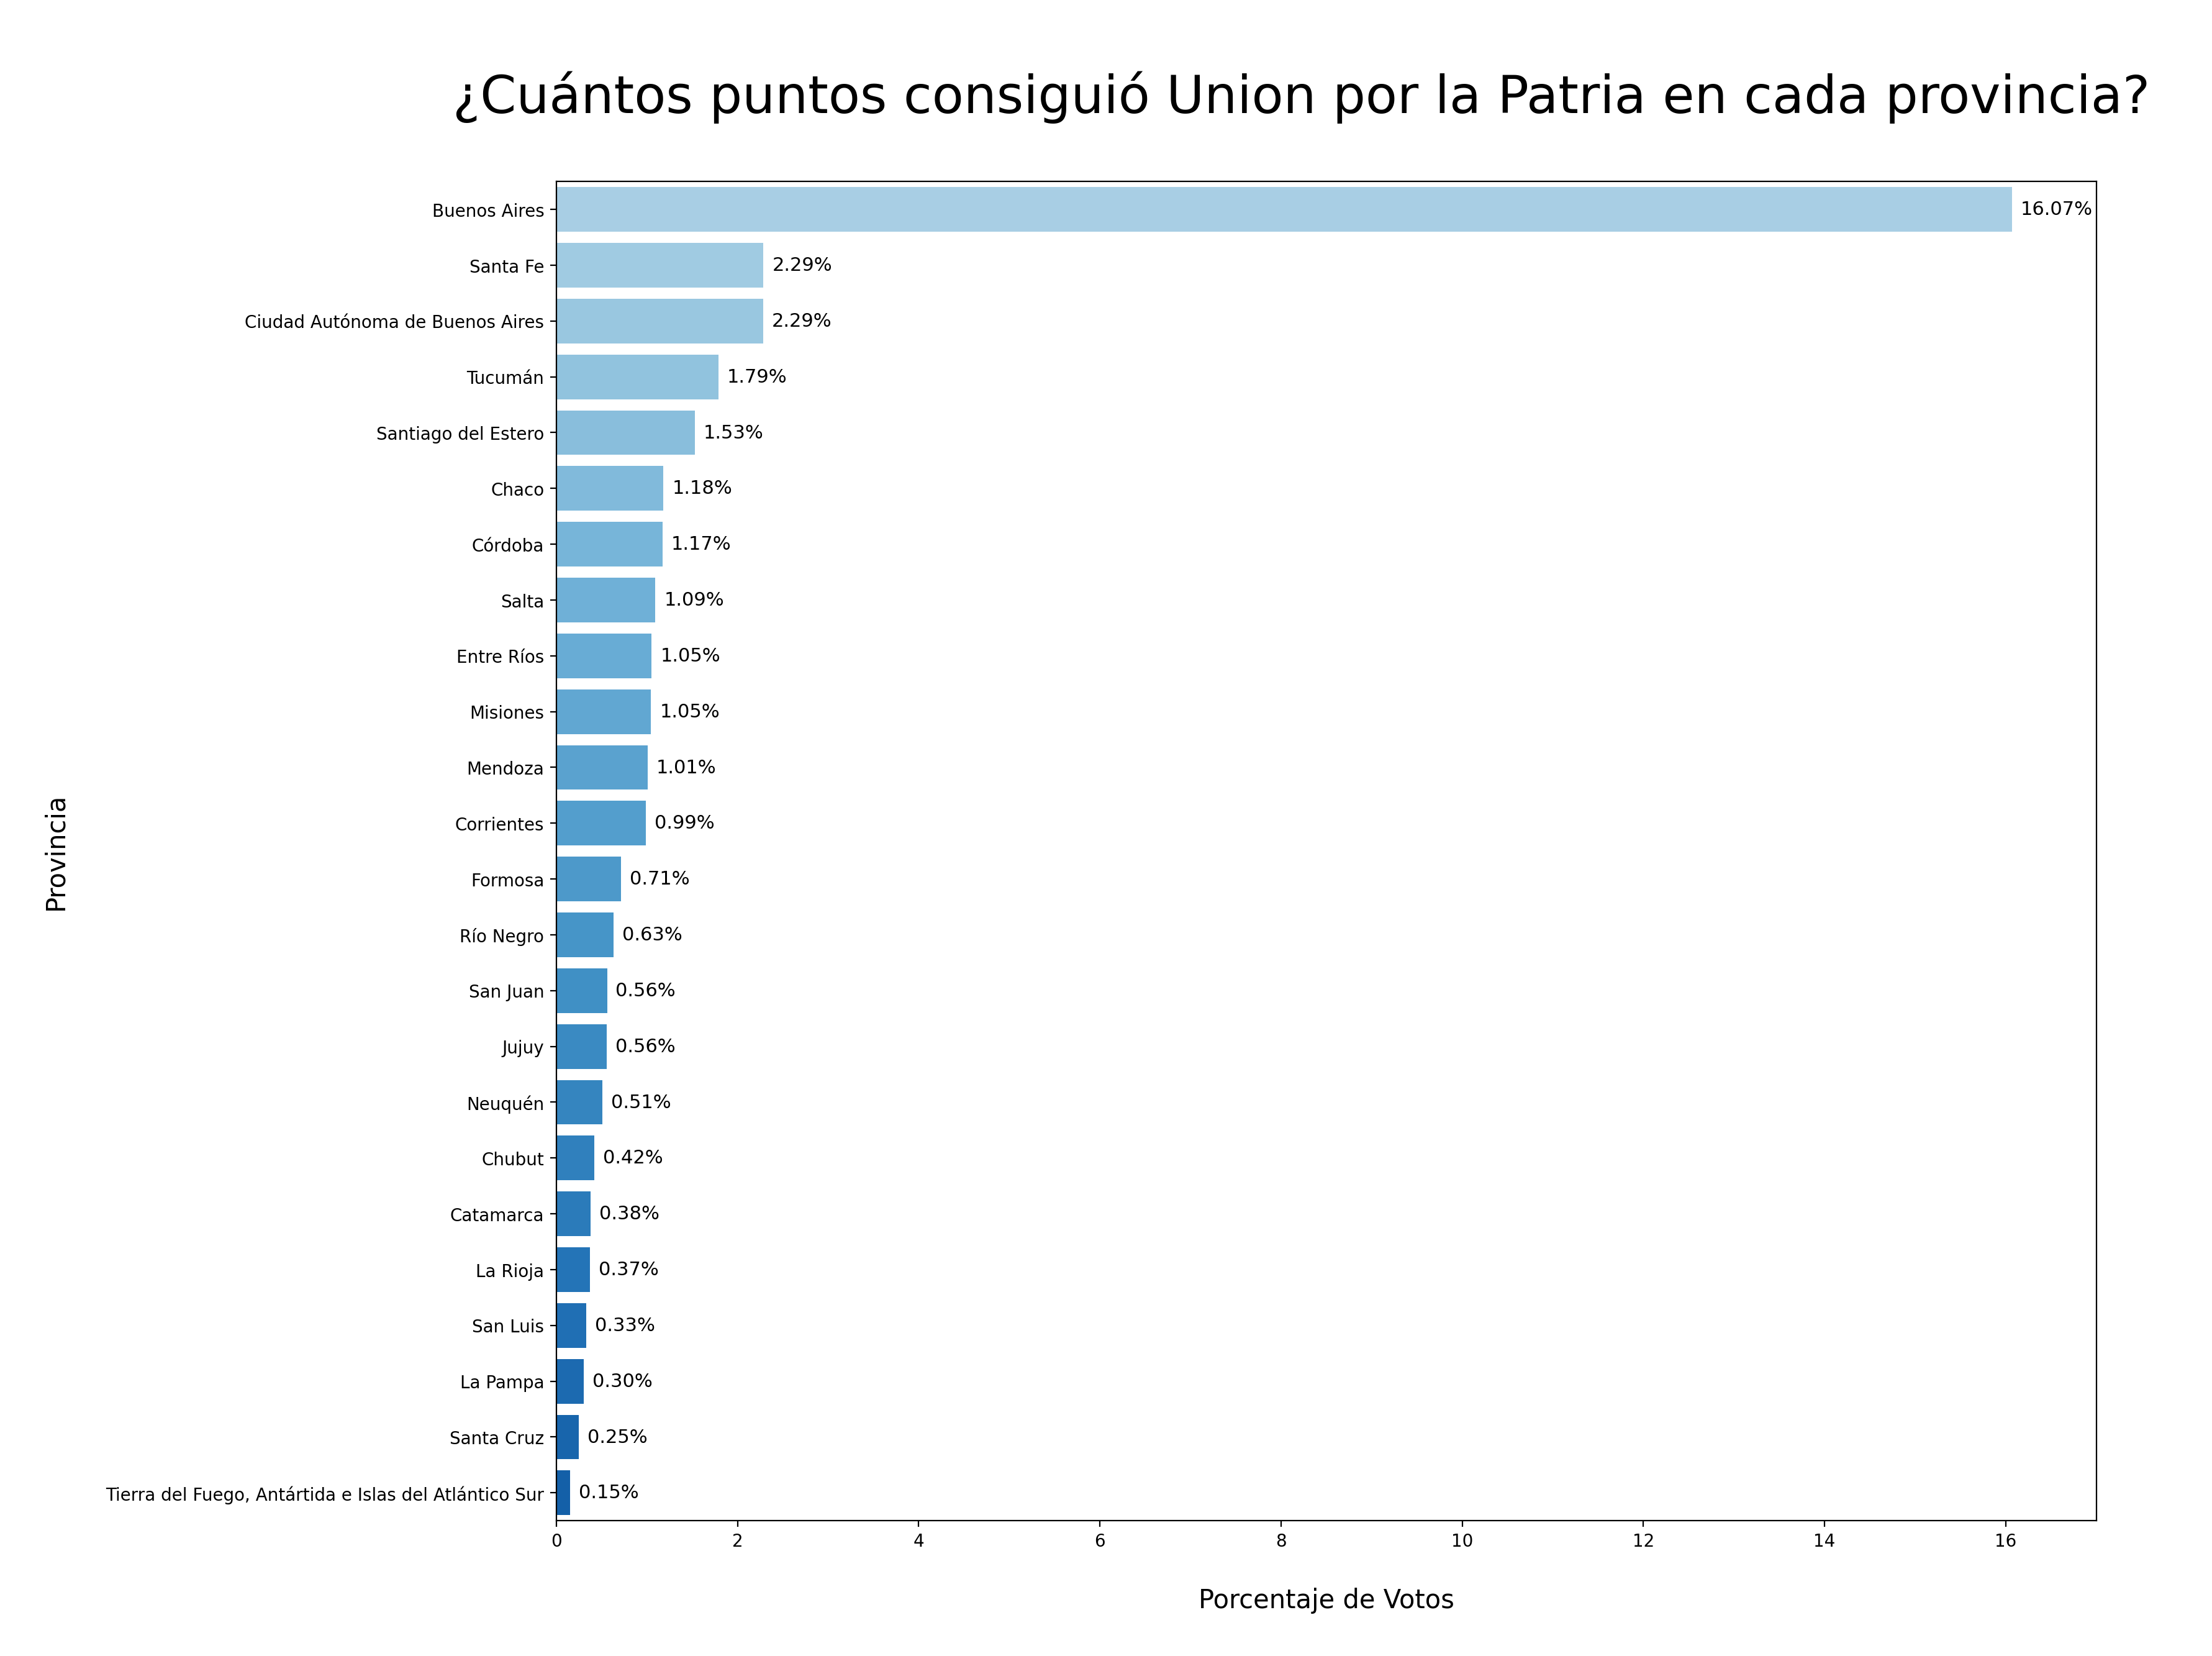 ¿Cuántos puntos consiguió Union por la Patria en cada provincia?
Provincia
Buenos Aires 16.07%
Santa Fe 2.29%
Ciudad Autónoma de Buenos Aires 2.29%
Tucumán 1.79%
Santiago del Estero 1.53%
Chaco 1.18%
Córdoba 1.17%
Salta 1.09%
Entre Ríos 1.05%
Misiones 1.05%
Mendoza 1.01%
Corrientes 0.99%
Formosa 0.71%
Río Negro 0.63%
San Juan 0.56%
Jujuy 0.56%
Neuquén 0.51%
Chubut 0.42%
Catamarca 0.38%
La Rioja 0.37%
San Luis 0.33%
La Pampa 0.30%
Santa Cruz 0.25%
Tierra del Fuego, Antártida e Islas del Atlántico Sur 0.15%
0 2 4 6 8 10 12 14 16
Porcentaje de Votos